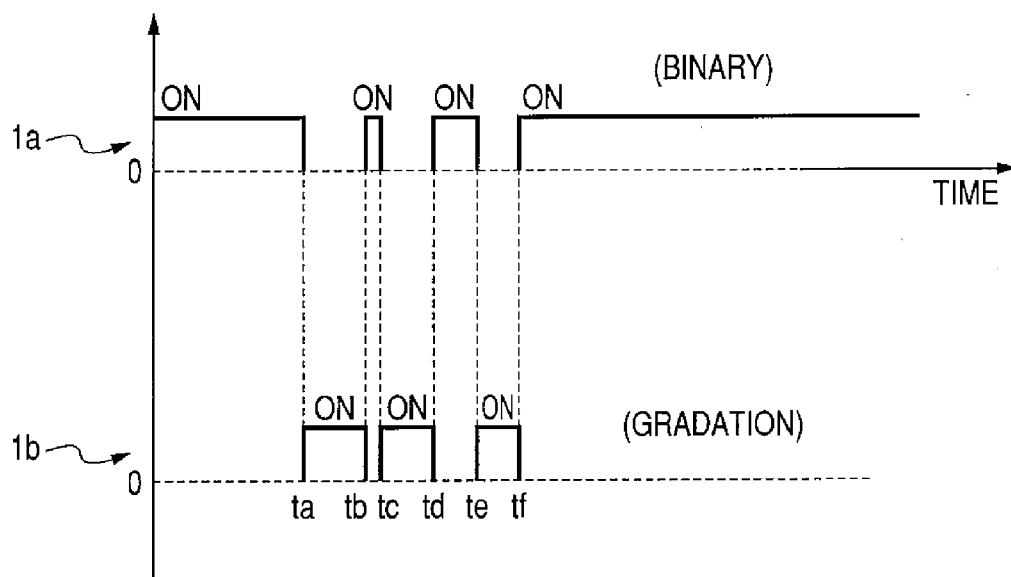 (BINARY)
ON ON ON ON
1a
0
TIME
ON ON ON
(GRADATION)
1b
0
ta tb tc td te tf